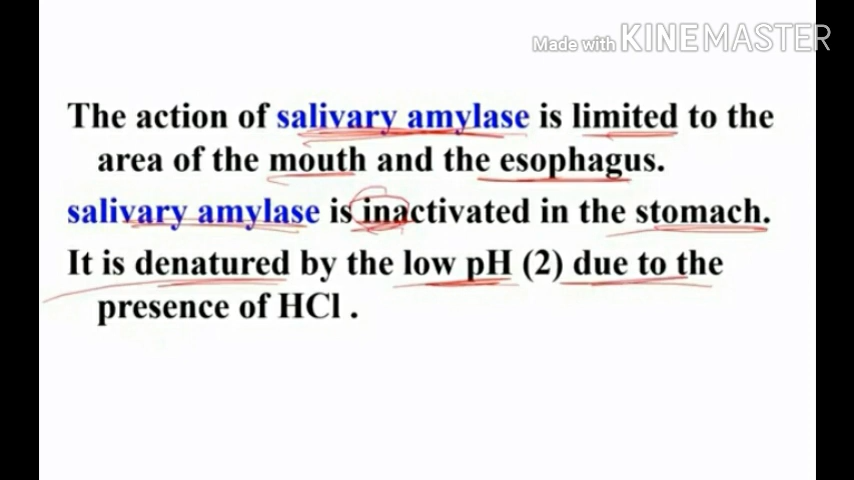 Made with KINEMASTER
The action of salivary amylase is limited to the
area of the mouth and the esophagus.
salivary amylase is inactivated in the stomach.
It is denatured by the low pH (2) due to the
presence of HCl .